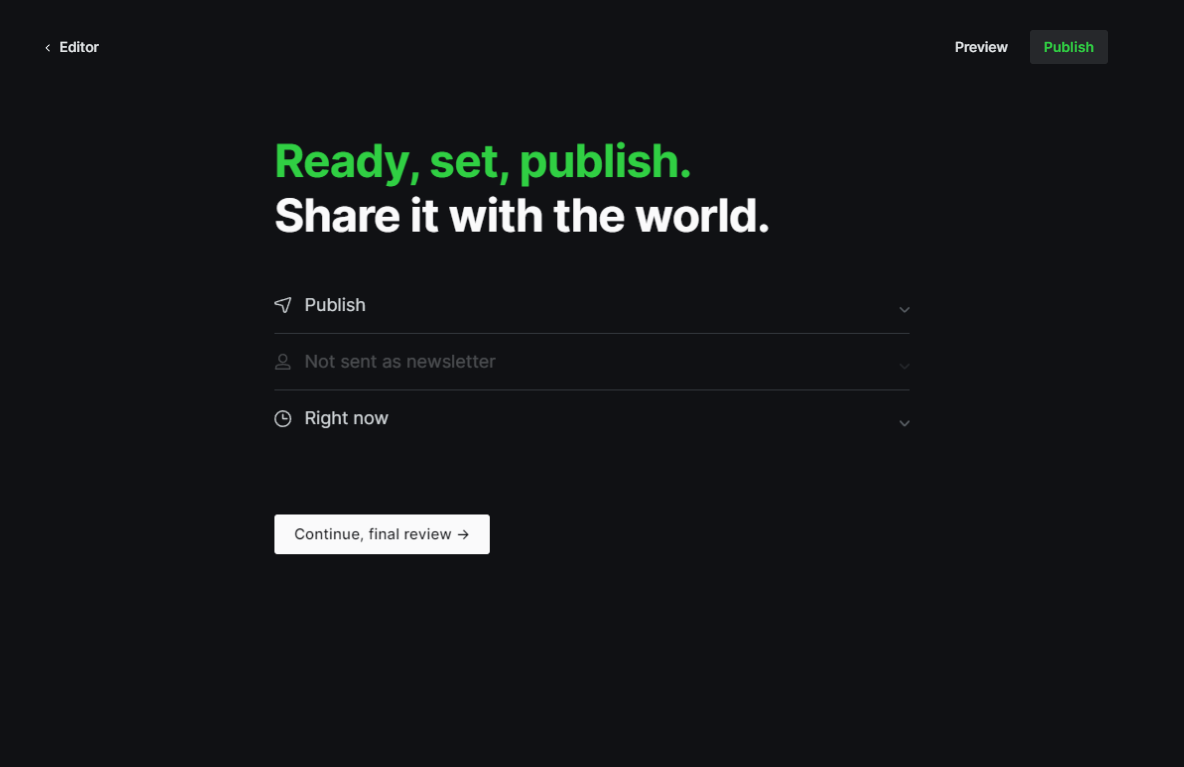 Editor
Preview
Publish
Ready, set, publish.
Share it with the world.
Publish
Not sent as newsletter
Right now
Continue, final review →